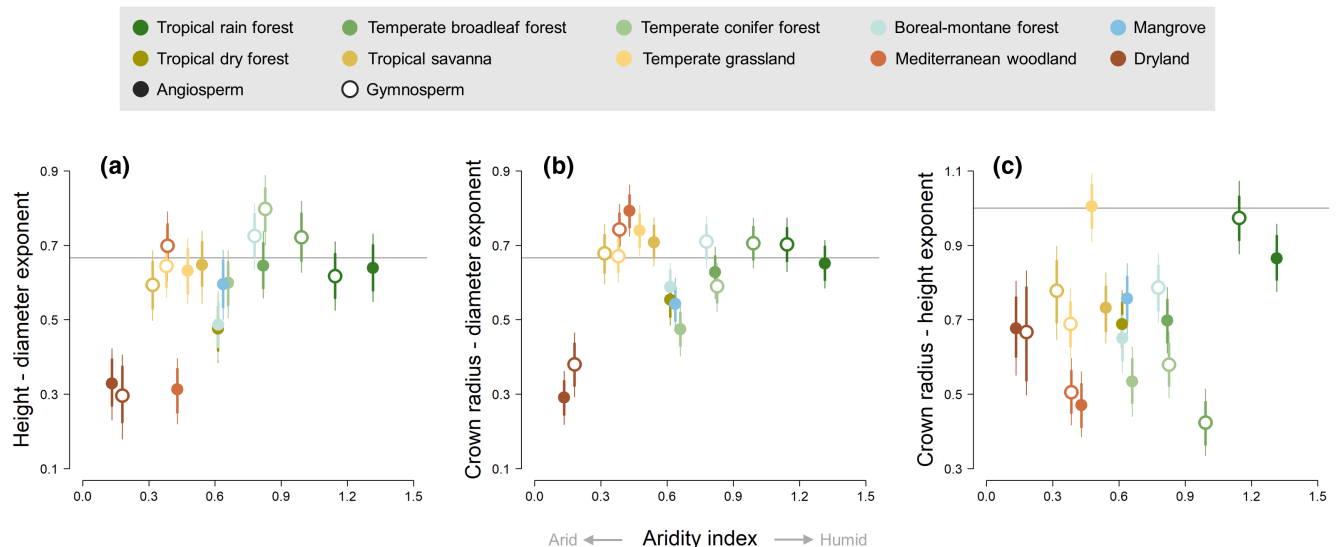 Tropical rain forest Temperate broadleaf forest Temperate conifer forest Boreal-montane forest Mangrove
Tropical dry forest Tropical savanna Temperate grassland Mediterranean woodland Dryland
Angiosperm Gymnosperm
(a)
Height - diameter exponent
0.9
0.7
0.5
0.3
0.1
0.0 0.3 0.6 0.9 1.2 1.5
(b)
Crown radius - diameter exponent
0.9
0.7
0.5
0.3
0.1
0.0 0.3 0.6 0.9 1.2 1.5
(c)
Crown radius - height exponent
1.1
0.9
0.7
0.5
0.3
0.0 0.3 0.6 0.9 1.2 1.5
Arid Aridity index Humid